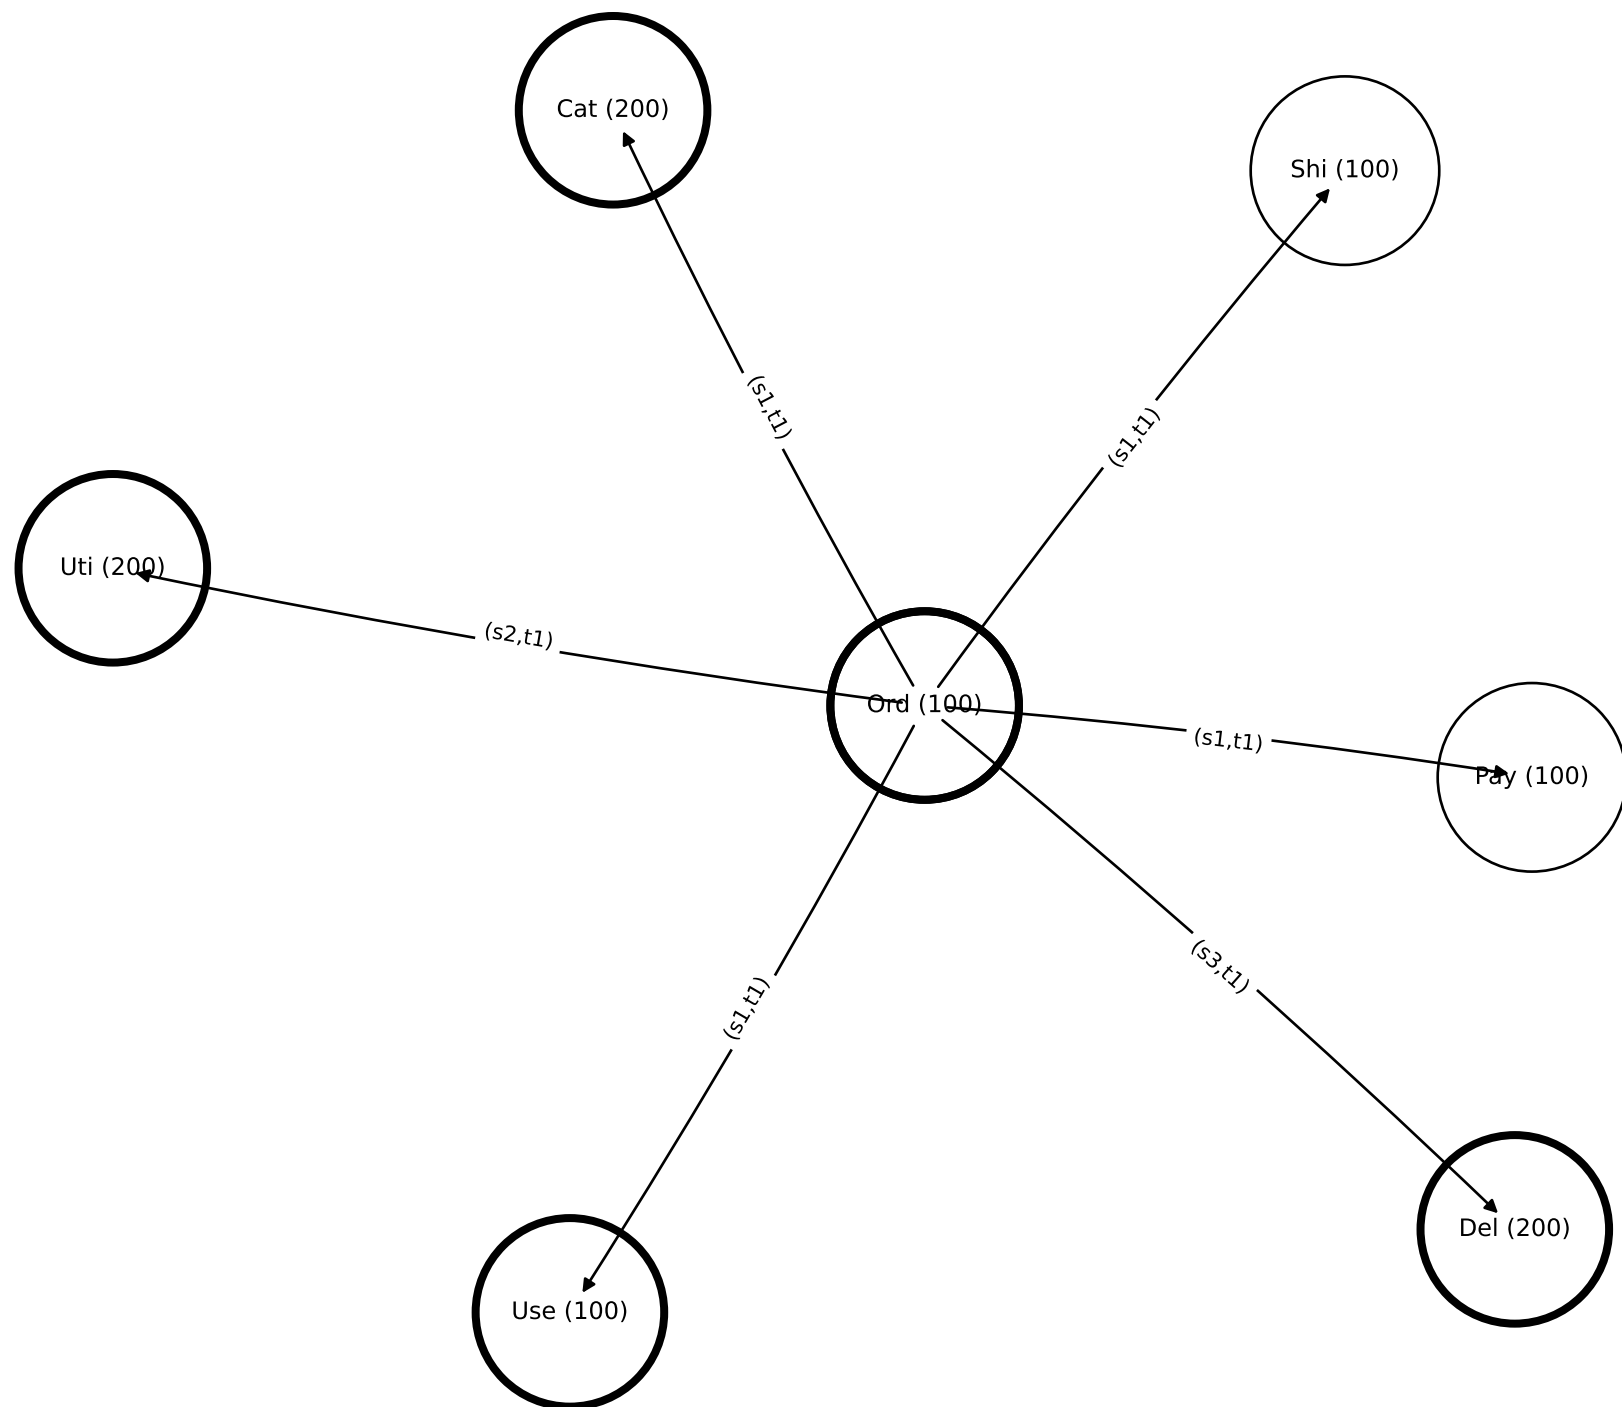 Cat (200)
Shi (100)
(s1,t1)
(s1,t1)
Uti (200)
(s2,t1)
Ord (100)
(s1,t1)
Pay (100)
(s3,t1)
(s1,t1)
Del (200)
Use (100)